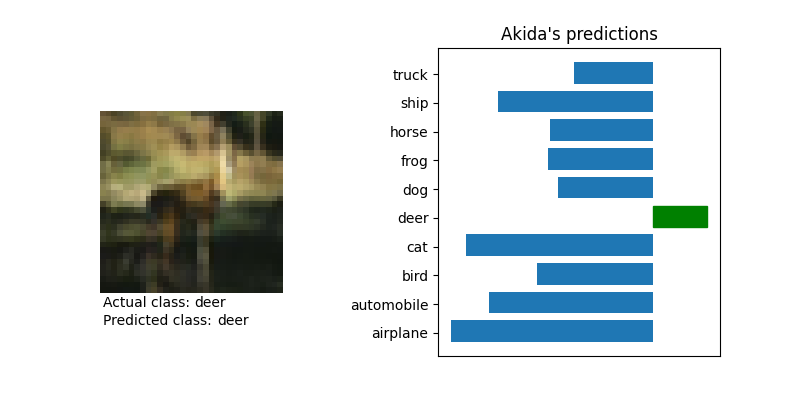 Akida's predictions
truck
ship
horse
frog
dog
deer
cat
bird
automobile
airplane
Actual class: deer
Predicted class: deer